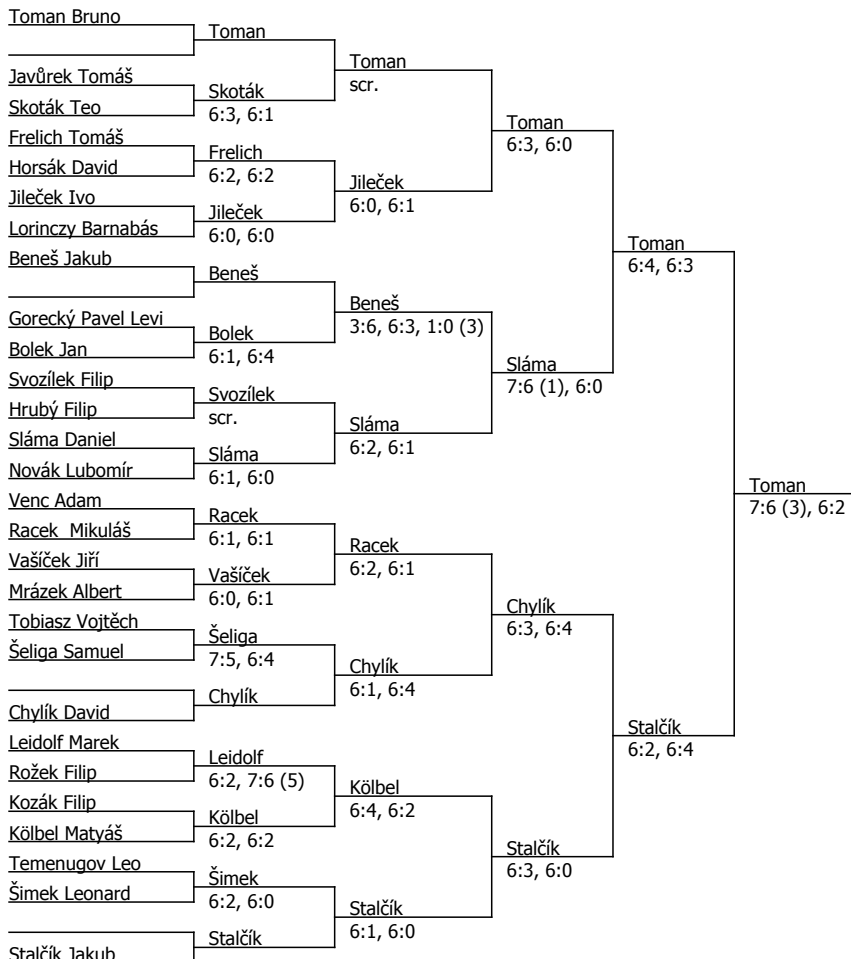 Toman Bruno
Toman
Toman
scr.
Javůrek Tomáš
Skoták
6:3, 6:1
Skoták Teo
Toman
6:3, 6:0
Frelich Tomáš
Frelich
6:2, 6:2
Horsák David
Jileček
6:0, 6:1
Jileček Ivo
Jileček
6:0, 6:0
Lorinczy Barnabás
Toman
6:4, 6:3
Beneš Jakub
Beneš
Beneš
3:6, 6:3, 1:0 (3)
Gorecký Pavel Levi
Bolek
6:1, 6:4
Bolek Jan
Sláma
7:6 (1), 6:0
Svozílek Filip
Svozílek
scr.
Hrubý Filip
Sláma
6:2, 6:1
Sláma Daniel
Sláma
6:1, 6:0
Novák Lubomír
Toman
7:6 (3), 6:2
Venc Adam
Racek
6:1, 6:1
Racek Mikuláš
Racek
6:2, 6:1
Vašíček Jiří
Vašíček
6:0, 6:1
Mrázek Albert
Chylík
6:3, 6:4
Tobiasz Vojtěch
Šeliga
7:5, 6:4
Šeliga Samuel
Chylík
6:1, 6:4
Chylík
Chylík David
Stalčík
6:2, 6:4
Leidolf Marek
Leidolf
6:2, 7:6 (5)
Rožek Filip
Kölbel
6:4, 6:2
Kozák Filip
Kölbel
6:2, 6:2
Kölbel Matyáš
Stalčík
6:3, 6:0
Temenugov Leo
Šimek
6:2, 6:0
Šimek Leonard
Stalčík
6:1, 6:0
Stalčík
Stalčík Jakub